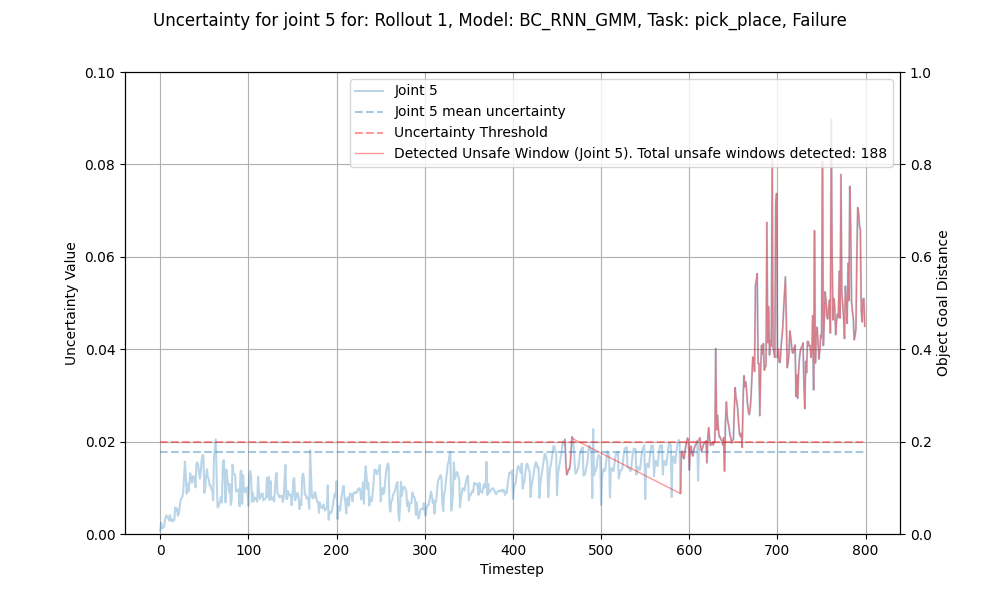 Uncertainty for joint 5 for: Rollout 1, Model: BC_RNN_GMM, Task: pick_place, Failure
Joint 5
Joint 5 mean uncertainty
Uncertainty Threshold
Detected Unsafe Window (Joint 5). Total unsafe windows detected: 188
Uncertainty Value
0.10
0.08
0.06
0.04
0.02
0.00
Object Goal Distance
1.0
0.8
0.6
0.4
0.2
0.0
0 100 200 300 400 500 600 700 800
Timestep